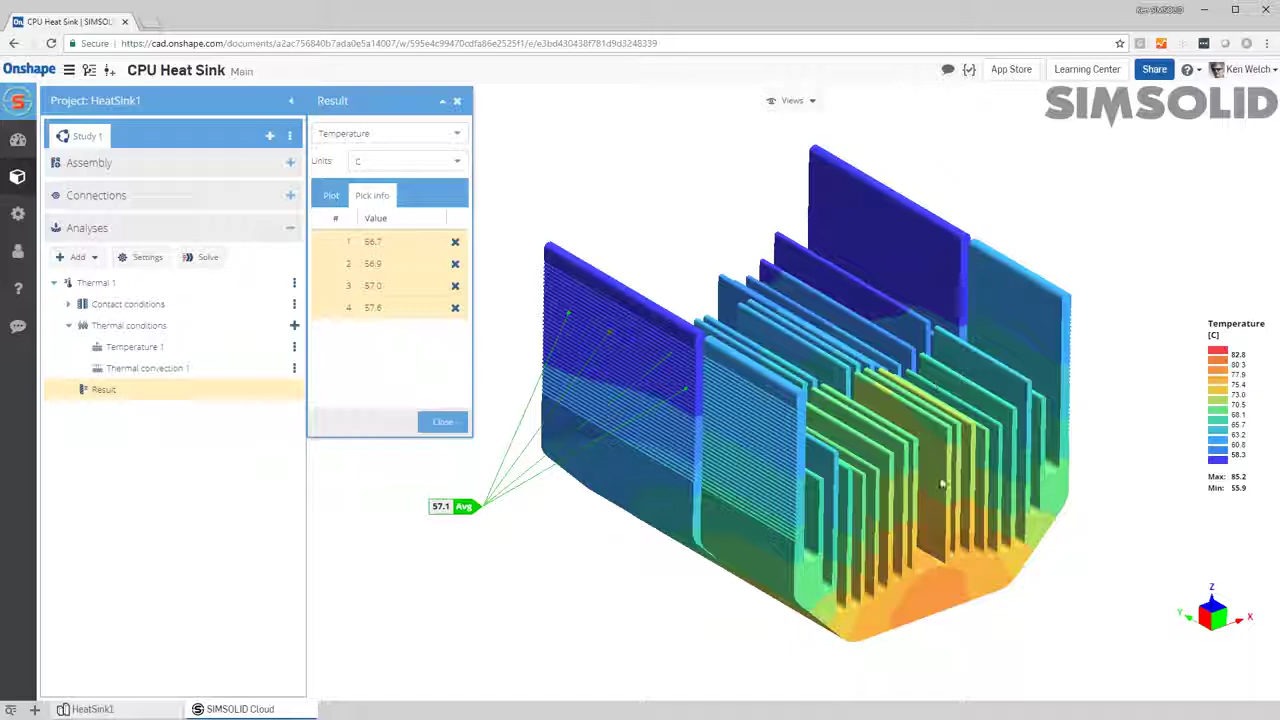 Ken SIMSOLID
CPU Heat Sink | SIMSOL
Secure
https://cad.onshape.com/documents/a2ac756840b7ada0e5a14007/w/595e4c99470cdfa86e2525f1/e/e3bd430438f781d9d3248339
Onshape
CPU Heat Sink Main
App Store
Learning Center
Share
Ken Welch
SIMSOLID
Project: HeatSink1
Result
Views
Study 1
Temperature
Units: C
Assembly
Connections
Plot
Pick info
# Value
Analyses
1 56.7
2 56.9
3 57.0
4 57.6
Add
Settings
Solve
Thermal 1
Contact conditions
Thermal conditions
Temperature 1
Thermal convection 1
Result
Close
57.1 Avg
Temperature
[C]
82.8
80.3
77.9
75.4
73.0
70.5
68.1
65.7
63.2
60.8
58.3
Max: 85.2
Min: 55.9
Z
Y
X
HeatSink1
SIMSOLID Cloud